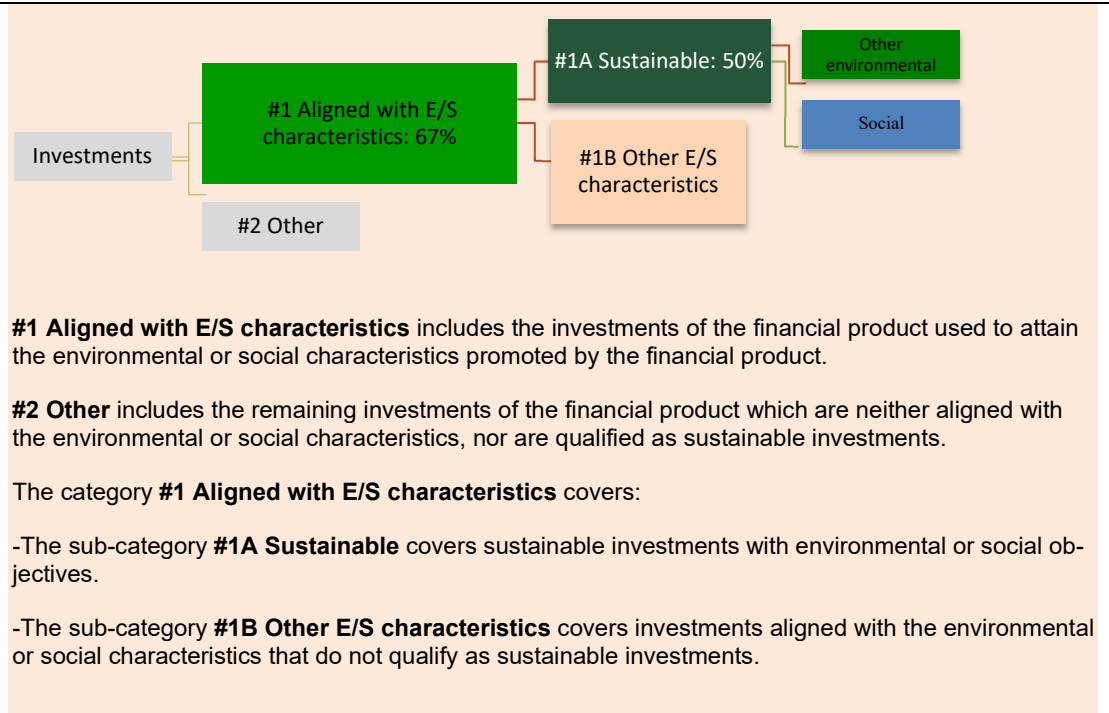 Investments
#1 Aligned with E/S
characteristics: 67%
#2 Other
#1A Sustainable: 50%
#1B Other E/S
characteristics
Other
environmental
Social
#1 Aligned with E/S characteristics includes the investments of the financial product used to attain
the environmental or social characteristics promoted by the financial product.
#2 Other includes the remaining investments of the financial product which are neither aligned with
the environmental or social characteristics, nor are qualified as sustainable investments.
The category #1 Aligned with E/S characteristics covers:
-The sub-category #1A Sustainable covers sustainable investments with environmental or social ob-
jectives.
-The sub-category #1B Other E/S characteristics covers investments aligned with the environmental
or social characteristics that do not qualify as sustainable investments.